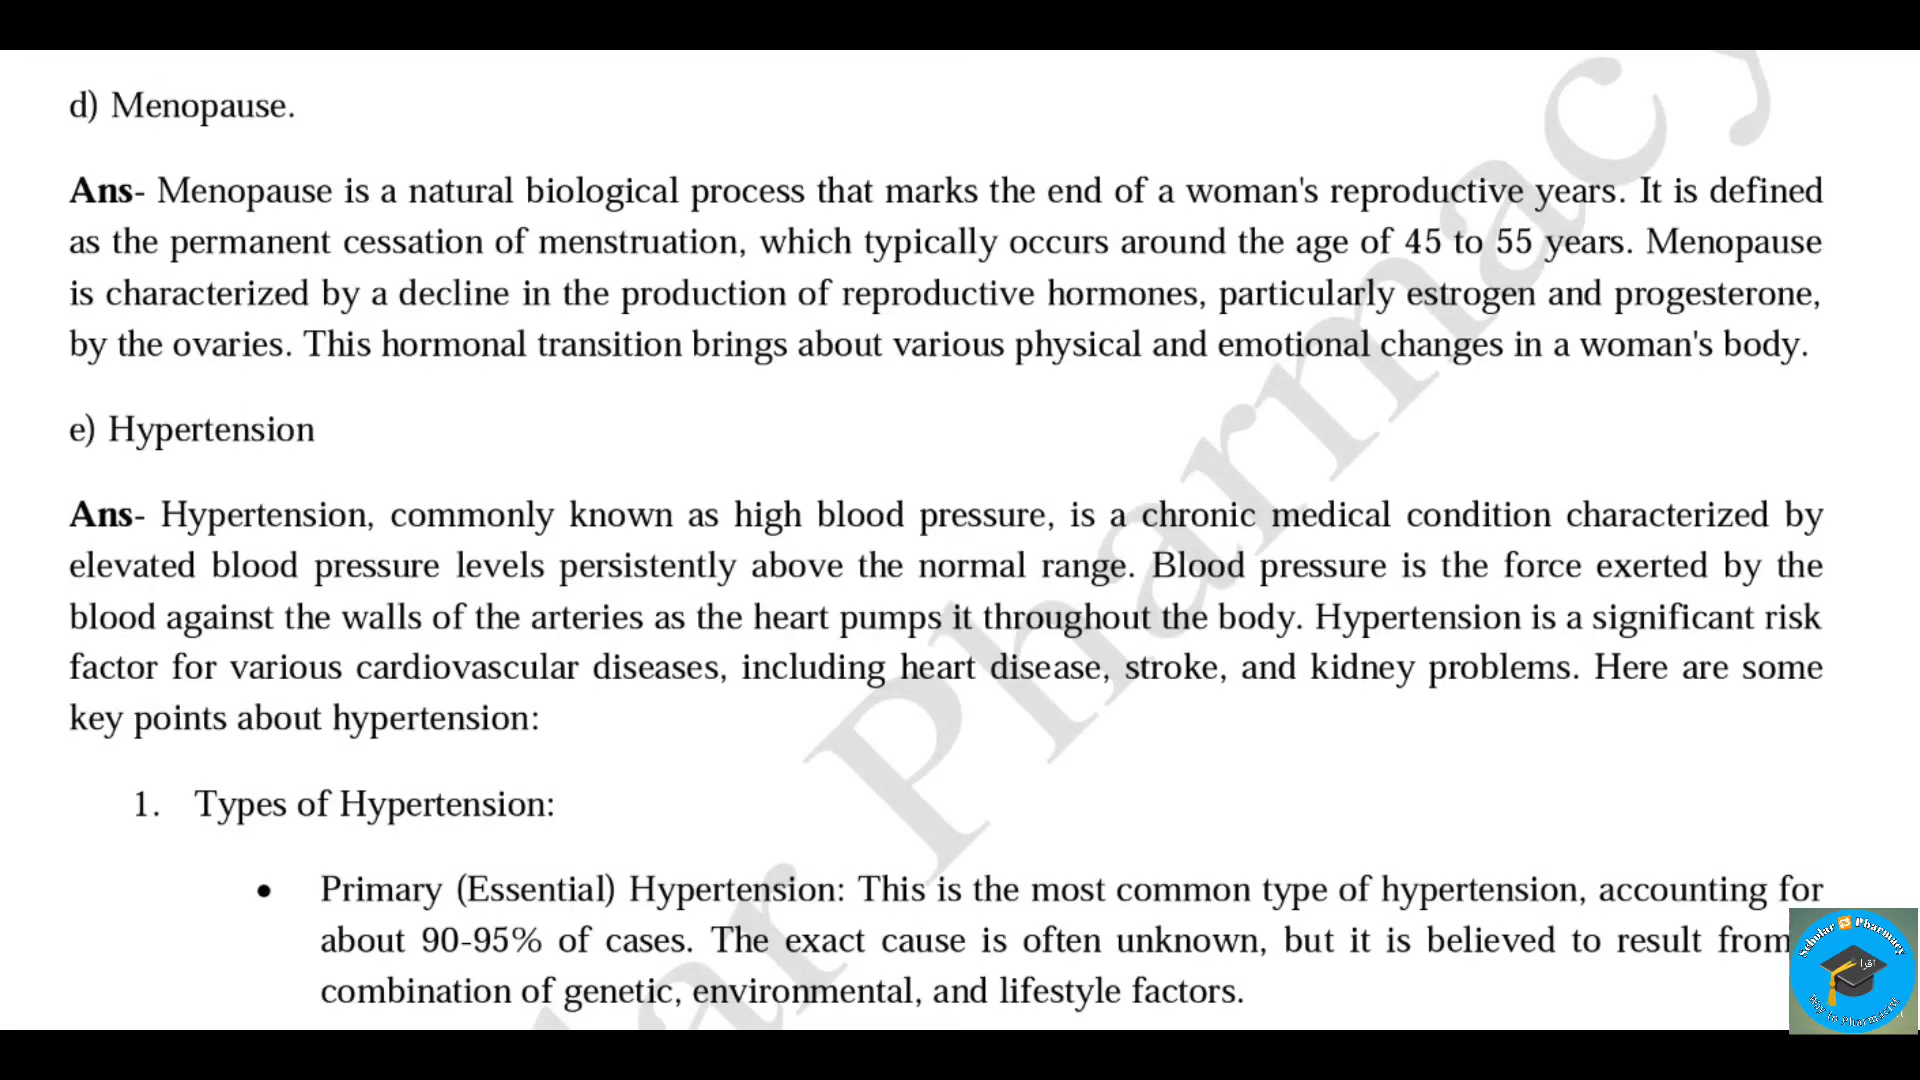 d) Menopause.
Ans- Menopause is a natural biological process that marks the end of a woman's reproductive years. It is defined
as the permanent cessation of menstruation, which typically occurs around the age of 45 to 55 years. Menopause
is characterized by a decline in the production of reproductive hormones, particularly estrogen and progesterone,
by the ovaries. This hormonal transition brings about various physical and emotional changes in a woman's body.
e) Hypertension
Ans- Hypertension, commonly known as high blood pressure, is a chronic medical condition characterized by
elevated blood pressure levels persistently above the normal range. Blood pressure is the force exerted by the
blood against the walls of the arteries as the heart pumps it throughout the body. Hypertension is a significant risk
factor for various cardiovascular diseases, including heart disease, stroke, and kidney problems. Here are some
key points about hypertension:
1. Types of Hypertension:
• Primary (Essential) Hypertension: This is the most common type of hypertension, accounting for
about 90-95% of cases. The exact cause is often unknown, but it is believed to result from
combination of genetic, environmental, and lifestyle factors.
ar Pharmacy
Scholar Pharmacy
اقرا
Way to Pharmacist